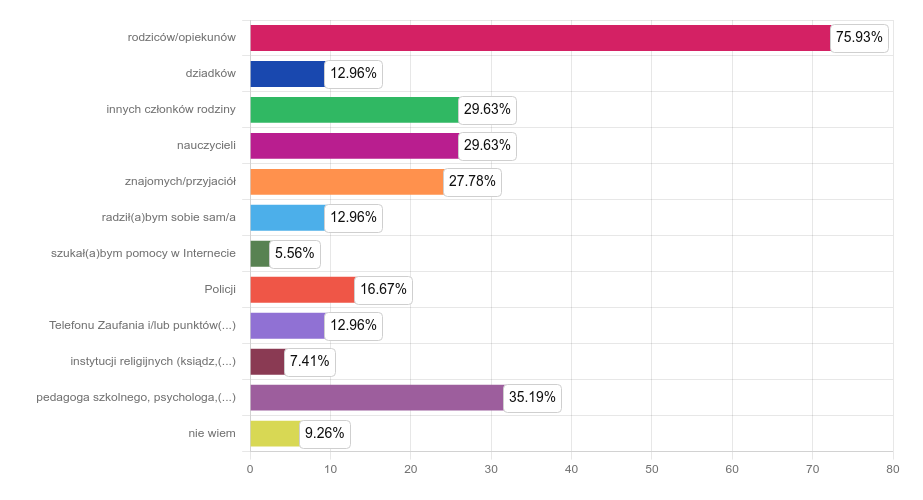 rodziców/opiekunów 75.93%
dziadków 12.96%
innych członków rodziny 29.63%
nauczycieli 29.63%
znajomych/przyjaciół 27.78%
radził(a)bym sobie sam/a 12.96%
szukał(a)bym pomocy w Internecie 5.56%
Policji 16.67%
Telefonu Zaufania i/lub punktów(...) 12.96%
instytucji religijnych (ksiądz,(...) 7.41%
pedagoga szkolnego, psychologa,(...) 35.19%
nie wiem 9.26%
0 10 20 30 40 50 60 70 80